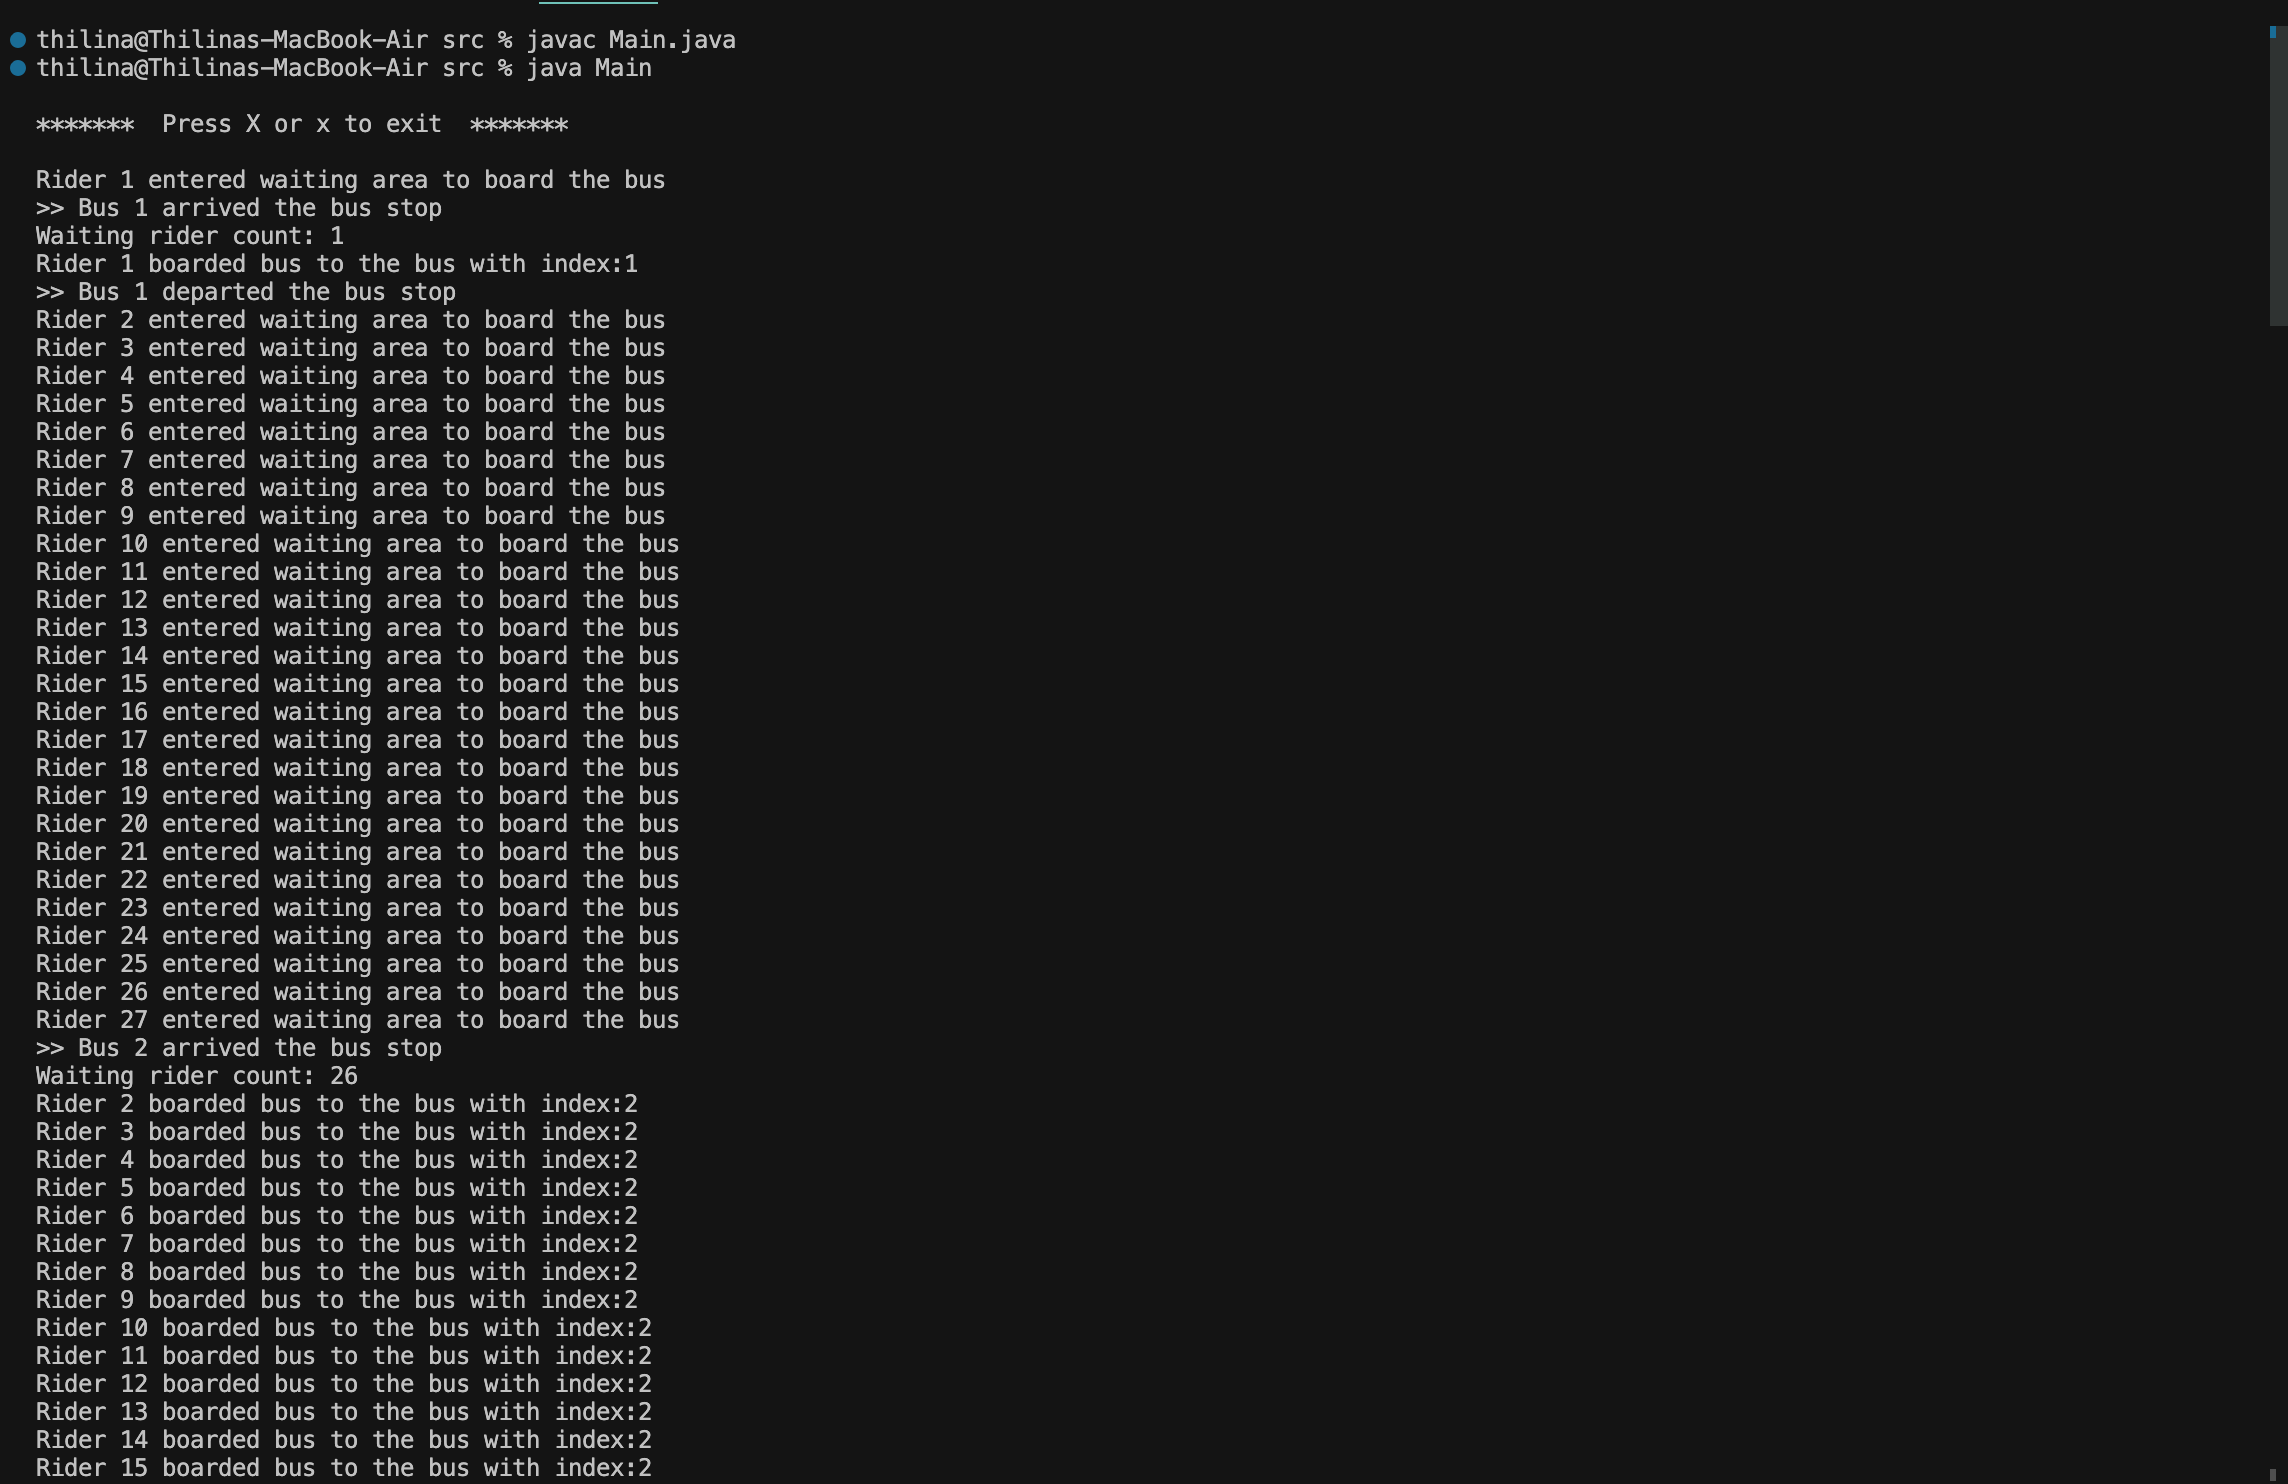 thilina@Thilinas-MacBook-Air src % javac Main.java
thilina@Thilinas-MacBook-Air src % java Main
*******  Press X or x to exit  *******
Rider 1 entered waiting area to board the bus
>> Bus 1 arrived the bus stop
Waiting rider count: 1
Rider 1 boarded bus to the bus with index:1
>> Bus 1 departed the bus stop
Rider 2 entered waiting area to board the bus
Rider 3 entered waiting area to board the bus
Rider 4 entered waiting area to board the bus
Rider 5 entered waiting area to board the bus
Rider 6 entered waiting area to board the bus
Rider 7 entered waiting area to board the bus
Rider 8 entered waiting area to board the bus
Rider 9 entered waiting area to board the bus
Rider 10 entered waiting area to board the bus
Rider 11 entered waiting area to board the bus
Rider 12 entered waiting area to board the bus
Rider 13 entered waiting area to board the bus
Rider 14 entered waiting area to board the bus
Rider 15 entered waiting area to board the bus
Rider 16 entered waiting area to board the bus
Rider 17 entered waiting area to board the bus
Rider 18 entered waiting area to board the bus
Rider 19 entered waiting area to board the bus
Rider 20 entered waiting area to board the bus
Rider 21 entered waiting area to board the bus
Rider 22 entered waiting area to board the bus
Rider 23 entered waiting area to board the bus
Rider 24 entered waiting area to board the bus
Rider 25 entered waiting area to board the bus
Rider 26 entered waiting area to board the bus
Rider 27 entered waiting area to board the bus
>> Bus 2 arrived the bus stop
Waiting rider count: 26
Rider 2 boarded bus to the bus with index:2
Rider 3 boarded bus to the bus with index:2
Rider 4 boarded bus to the bus with index:2
Rider 5 boarded bus to the bus with index:2
Rider 6 boarded bus to the bus with index:2
Rider 7 boarded bus to the bus with index:2
Rider 8 boarded bus to the bus with index:2
Rider 9 boarded bus to the bus with index:2
Rider 10 boarded bus to the bus with index:2
Rider 11 boarded bus to the bus with index:2
Rider 12 boarded bus to the bus with index:2
Rider 13 boarded bus to the bus with index:2
Rider 14 boarded bus to the bus with index:2
Rider 15 boarded bus to the bus with index:2